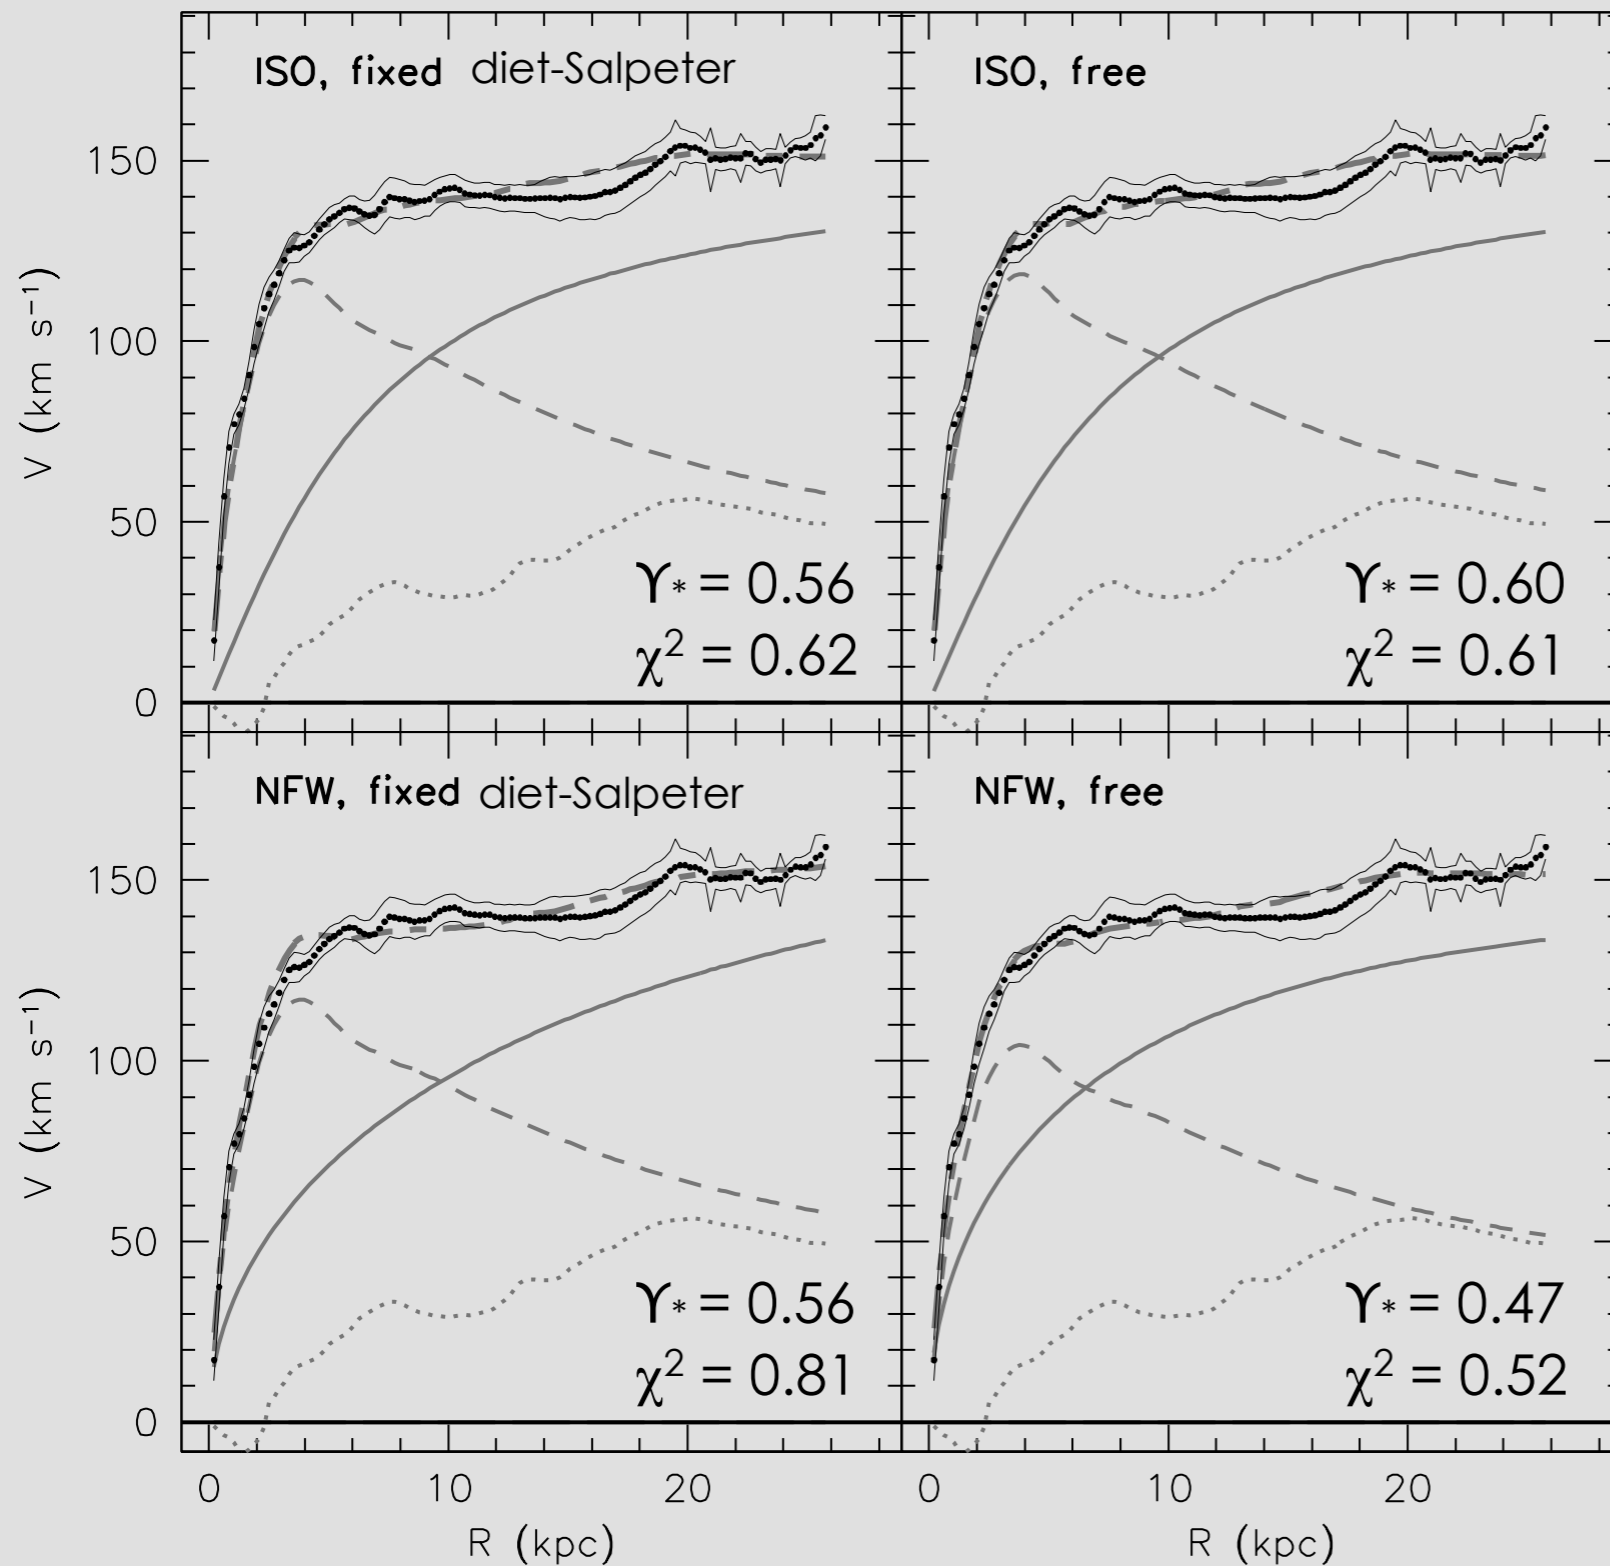 ISO, fixed diet-Salpeter
ISO, free
V (km s⁻¹)
150
100
50
0
ϒ* = 0.56
χ² = 0.62
ϒ* = 0.60
χ² = 0.61
NFW, fixed diet-Salpeter
NFW, free
V (km s⁻¹)
150
100
50
0
ϒ* = 0.56
χ² = 0.81
ϒ* = 0.47
χ² = 0.52
0 10 20
0 10 20
R (kpc)
R (kpc)